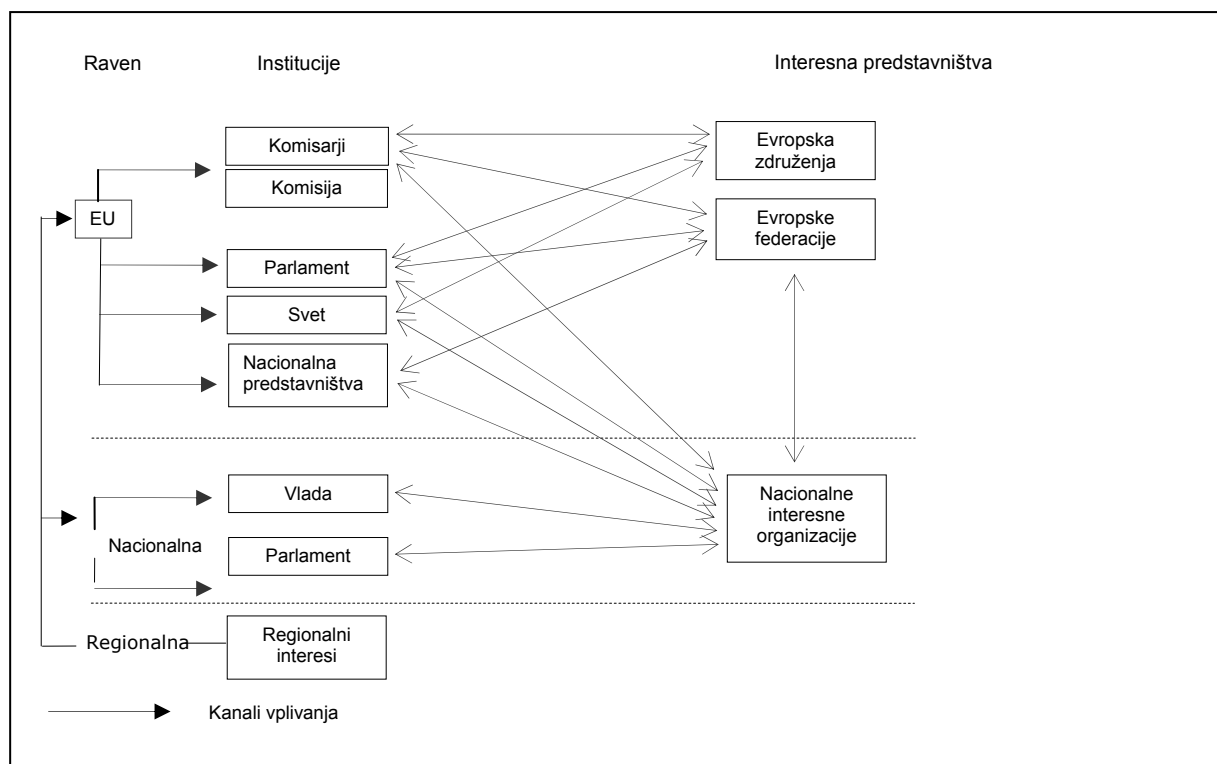 Raven
Institucije
Interesna predstavništva
Komisarji
Komisija
EU
Parlament
Svet
Nacionalna
predstavništva
Evropska
združenja
Evropske
federacije
Nacionalna
Vlada
Parlament
Nacionalne
interesne
organizacije
Regionalna
Regionalni
interesi
Kanali vplivanja